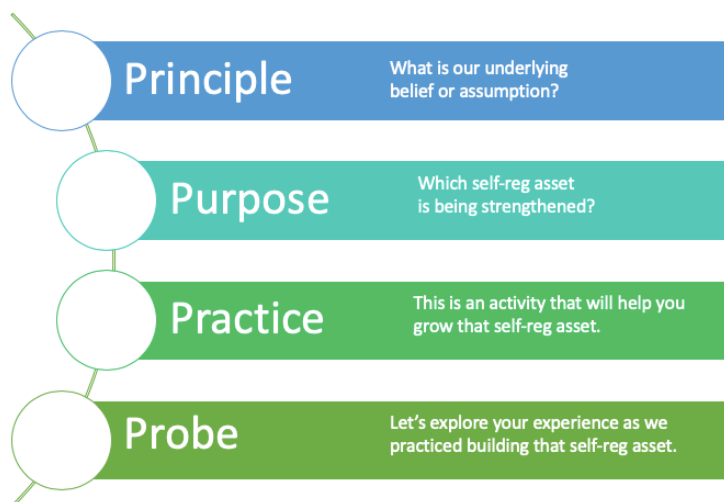 Principle
What is our underlying
belief or assumption?
Purpose
Which self-reg asset
is being strengthened?
Practice
This is an activity that will help you
grow that self-reg asset.
Probe
Let’s explore your experience as we
practiced building that self-reg asset.